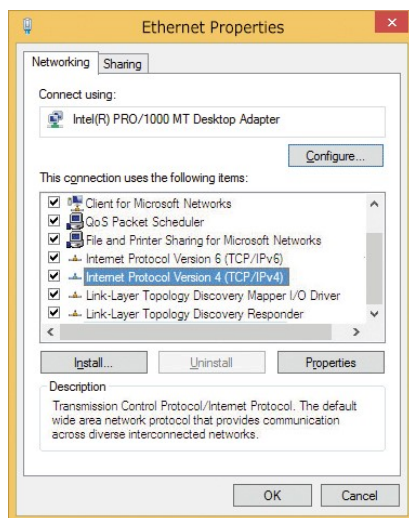 Ethernet Properties
Networking Sharing
Connect using:
Intel(R) PRO/1000 MT Desktop Adapter
Configure...
This connection uses the following items:
Client for Microsoft Networks
QoS Packet Scheduler
File and Printer Sharing for Microsoft Networks
Internet Protocol Version 6 (TCP/IPv6)
Internet Protocol Version 4 (TCP/IPv4)
Link-Layer Topology Discovery Mapper I/O Driver
Link-Layer Topology Discovery Responder
Install... Uninstall Properties
Description
Transmission Control Protocol/Internet Protocol. The default
wide area network protocol that provides communication
across diverse interconnected networks.
OK Cancel